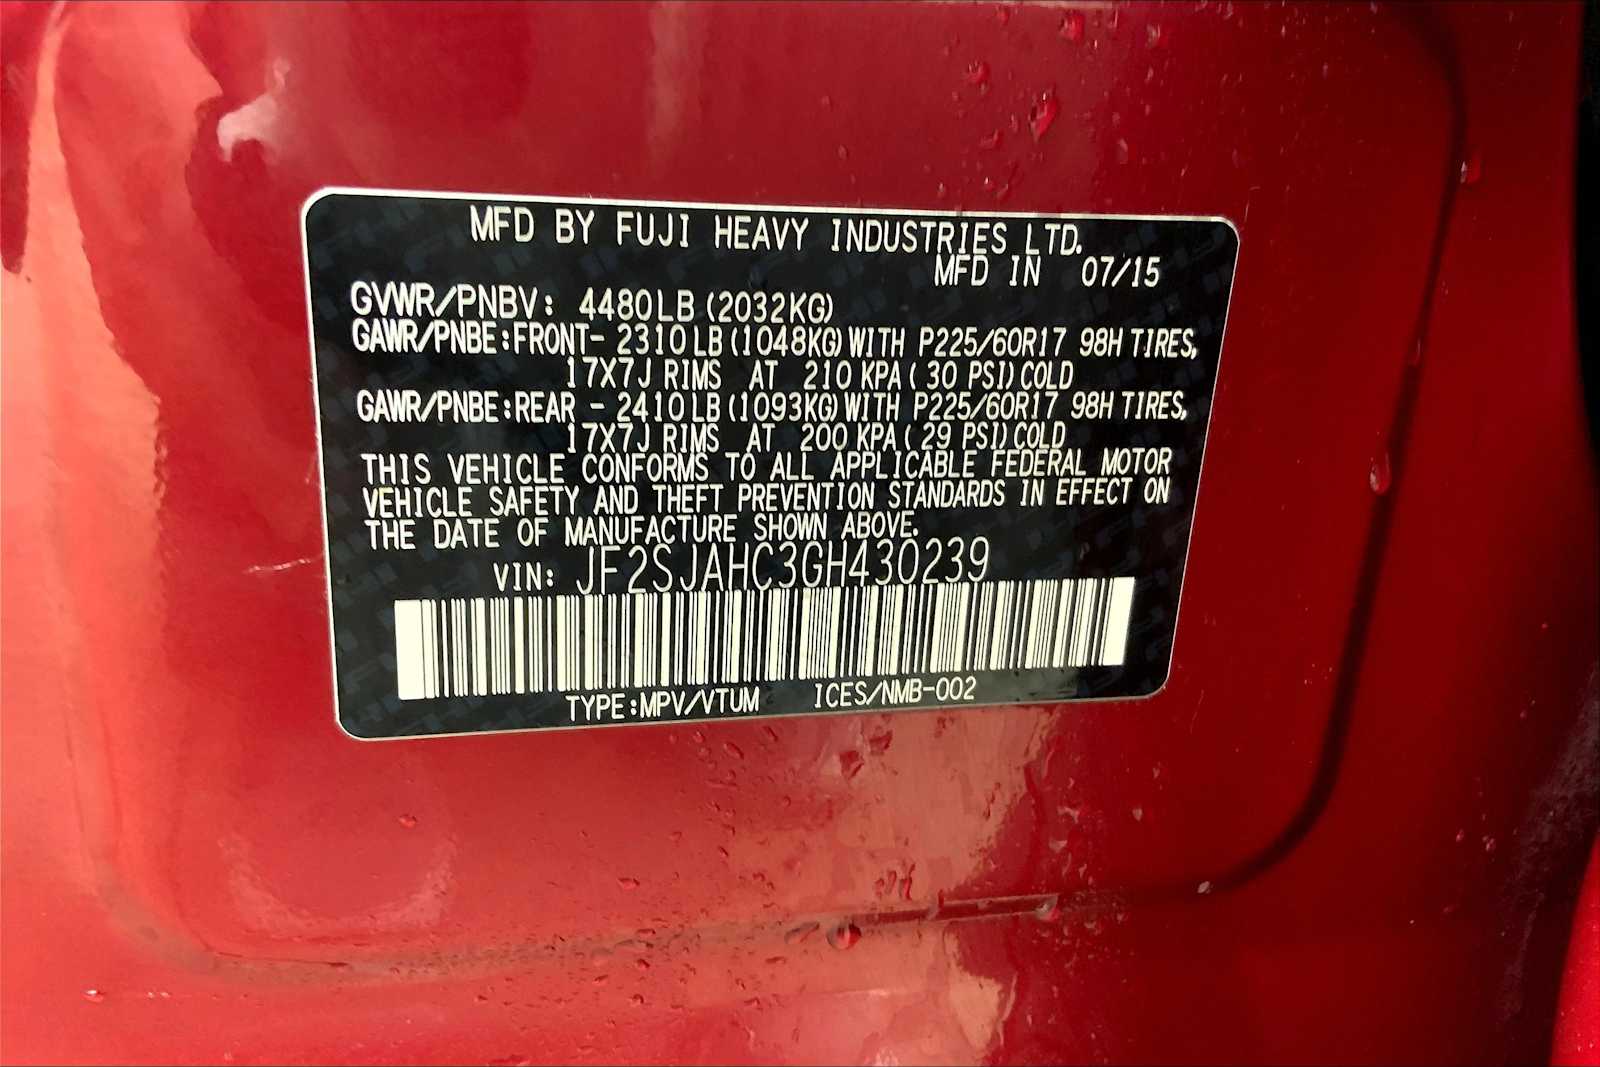 MFD BY FUJI HEAVY INDUSTRIES LTD.
MFD IN 07/15
GVWR/PNBV: 4480LB (2032KG)
GAWR/PNBE:FRONT- 2310LB (1048KG) WITH P225/60R17 98H TIRES,
17X7J RIMS AT 210 KPA ( 30 PSI) COLD
GAWR/PNBE:REAR - 2410LB (1093KG) WITH P225/60R17 98H TIRES,
17X7J RIMS AT 200 KPA ( 29 PSI) COLD
THIS VEHICLE CONFORMS TO ALL APPLICABLE FEDERAL MOTOR
VEHICLE SAFETY AND THEFT PREVENTION STANDARDS IN EFFECT ON
THE DATE OF MANUFACTURE SHOWN ABOVE.
VIN: JF2SJAHC3GH430239
TYPE:MPV/VTUM ICES/NMB-002